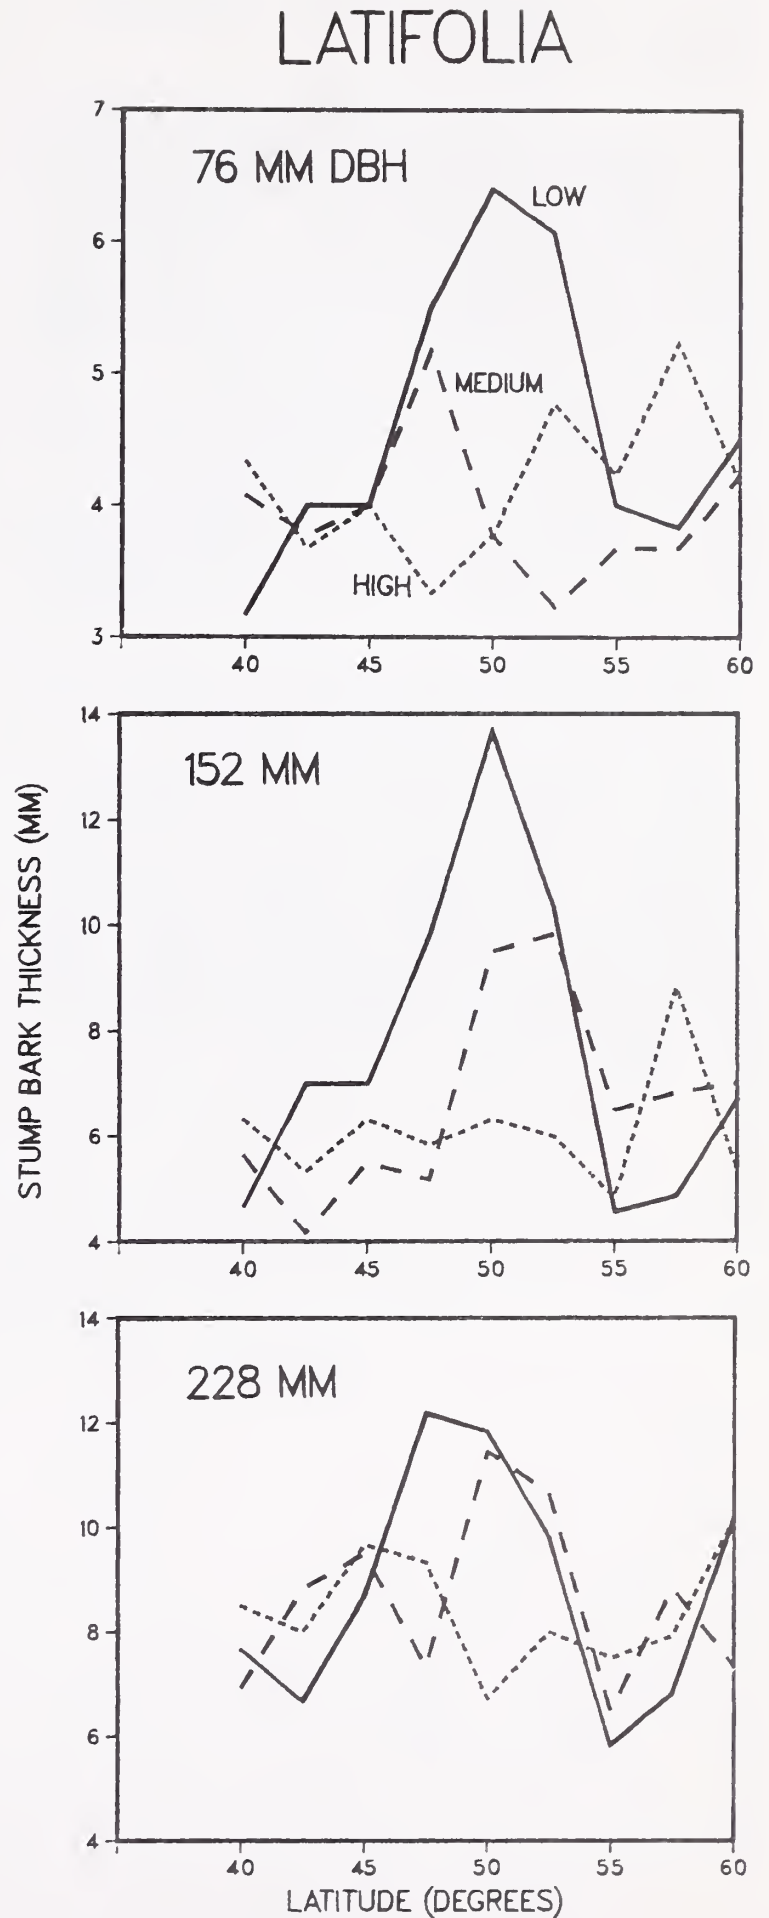 LATIFOLIA
7
76 MM DBH
LOW
6
5
MEDIUM
4
HIGH
3
40 45 50 55 60
14
152 MM
12
10
8
6
4
40 45 50 55 60
STUMP BARK THICKNESS (MM)
14
228 MM
12
10
8
6
4
40 45 50 55 60
LATITUDE (DEGREES)